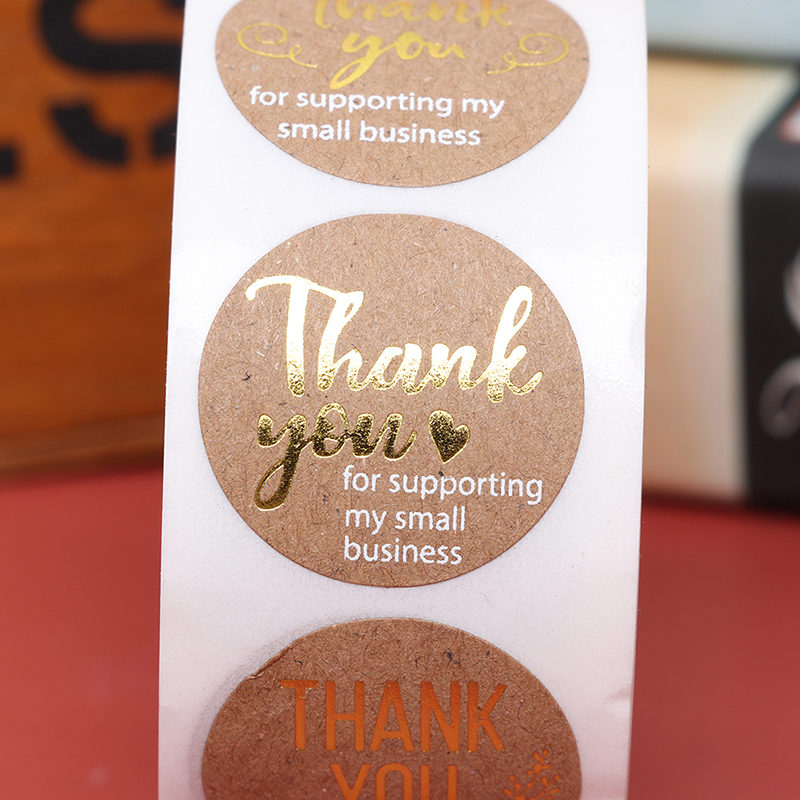 Thank
you
for supporting my
small business
Thank
you
for supporting
my small
business
THANK
YOU